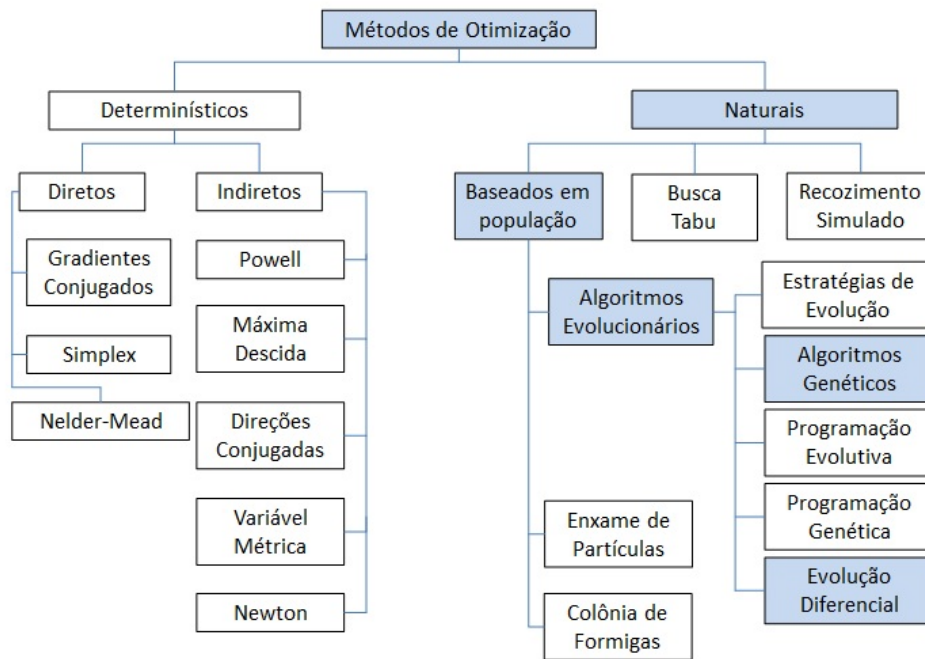 Métodos de Otimização
Determinísticos
Naturais
Diretos
Indiretos
Baseados em
população
Busca
Tabu
Recozimento
Simulado
Gradientes
Conjugados
Simplex
Nelder-Mead
Powell
Máxima
Descida
Direções
Conjugadas
Variável
Métrica
Newton
Algoritmos
Evolucionários
Enxame de
Partículas
Colônia de
Formigas
Estratégias de
Evolução
Algoritmos
Genéticos
Programação
Evolutiva
Programação
Genética
Evolução
Diferencial